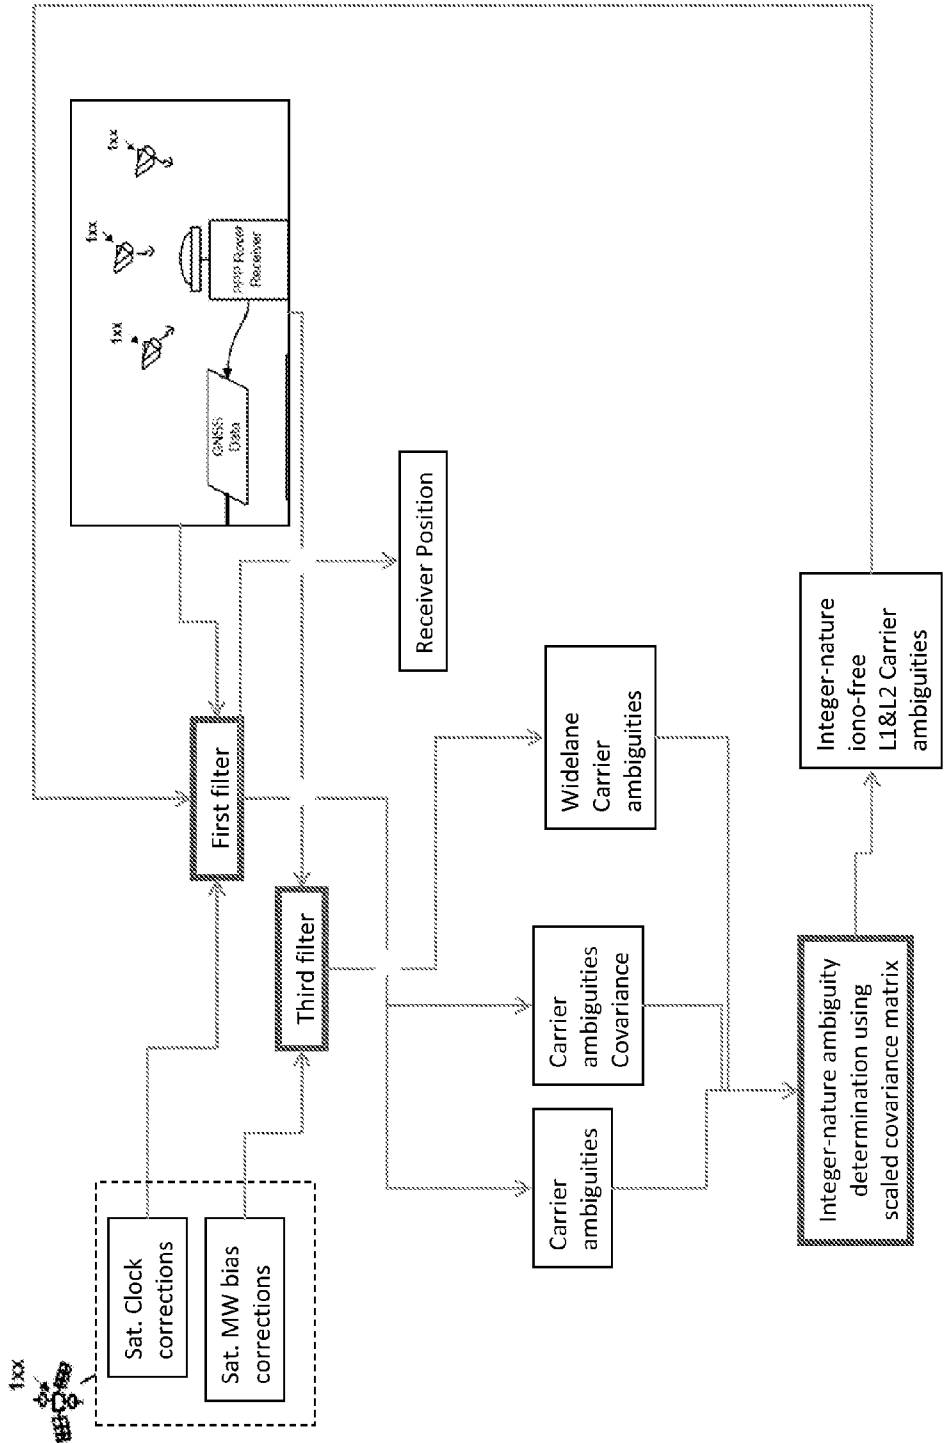 1xx
Sat. Clock
corrections
Sat. MW bias
corrections
First filter
Third filter
1xx
1xx
1xx
GNSS
Data
PPP Rover
Receiver
Receiver Position
Carrier
ambiguities
Carrier
ambiguities
Covariance
Widelane
Carrier
ambiguities
Integer-nature ambiguity
determination using
scaled covariance matrix
Integer-nature
iono-free
L1&L2 Carrier
ambiguities